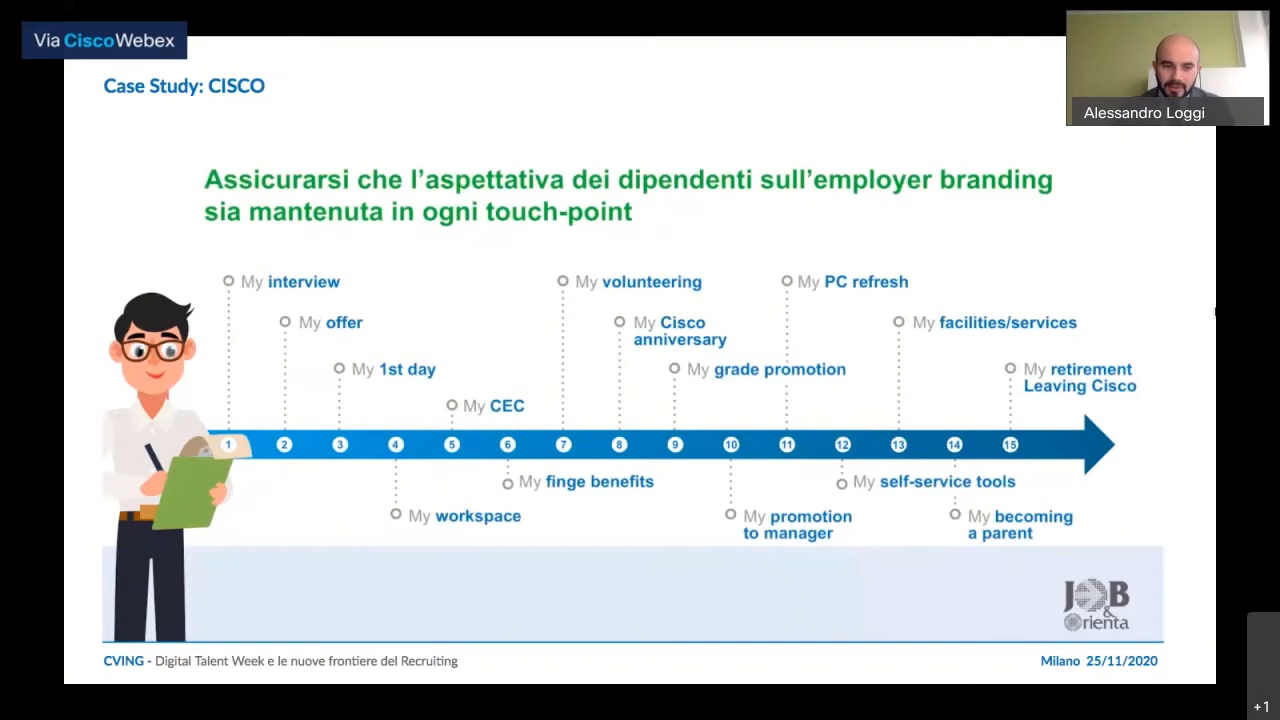 Via Cisco Webex
Alessandro Loggi
Case Study: CISCO
Assicurarsi che l'aspettativa dei dipendenti sull'employer branding
sia mantenuta in ogni touch-point
My interview
My volunteering
My PC refresh
My offer
My Cisco
anniversary
My facilities/services
My 1st day
My grade promotion
My retirement
Leaving Cisco
My CEC
1 2 3 4 5 6 7 8 9 10 11 12 13 14 15
My finge benefits
My self-service tools
My workspace
My promotion
to manager
My becoming
a parent
JOB
&
Orienta
CVING - Digital Talent Week e le nuove frontiere del Recruiting
Milano 25/11/2020
+1